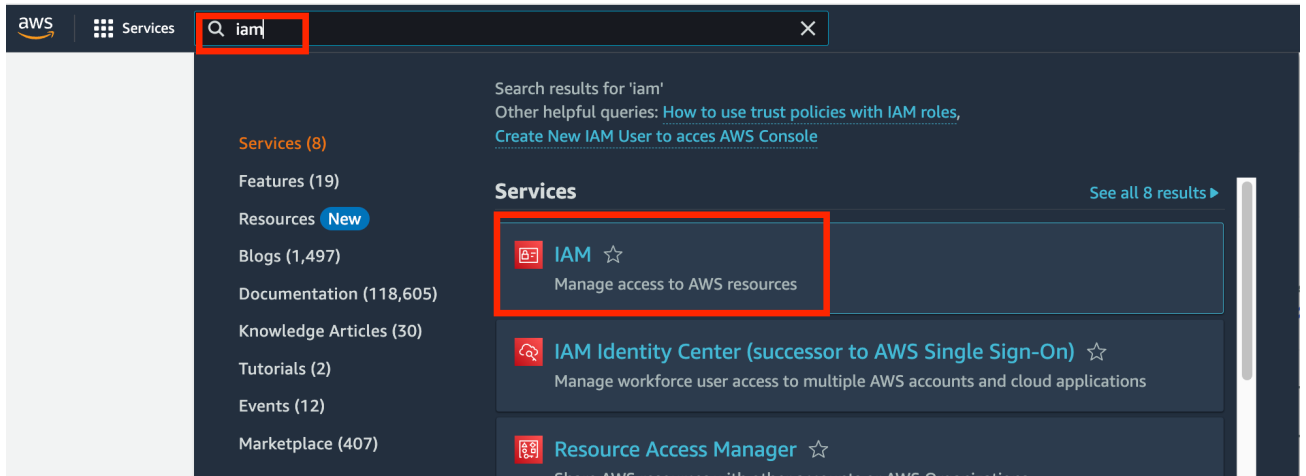 aws
Services
iam
Search results for 'iam'
Other helpful queries: How to use trust policies with IAM roles,
Create New IAM User to acces AWS Console
Services (8)
Features (19)
Resources New
Blogs (1,497)
Documentation (118,605)
Knowledge Articles (30)
Tutorials (2)
Events (12)
Marketplace (407)
Services
See all 8 results
IAM
Manage access to AWS resources
IAM Identity Center (successor to AWS Single Sign-On)
Manage workforce user access to multiple AWS accounts and cloud applications
Resource Access Manager